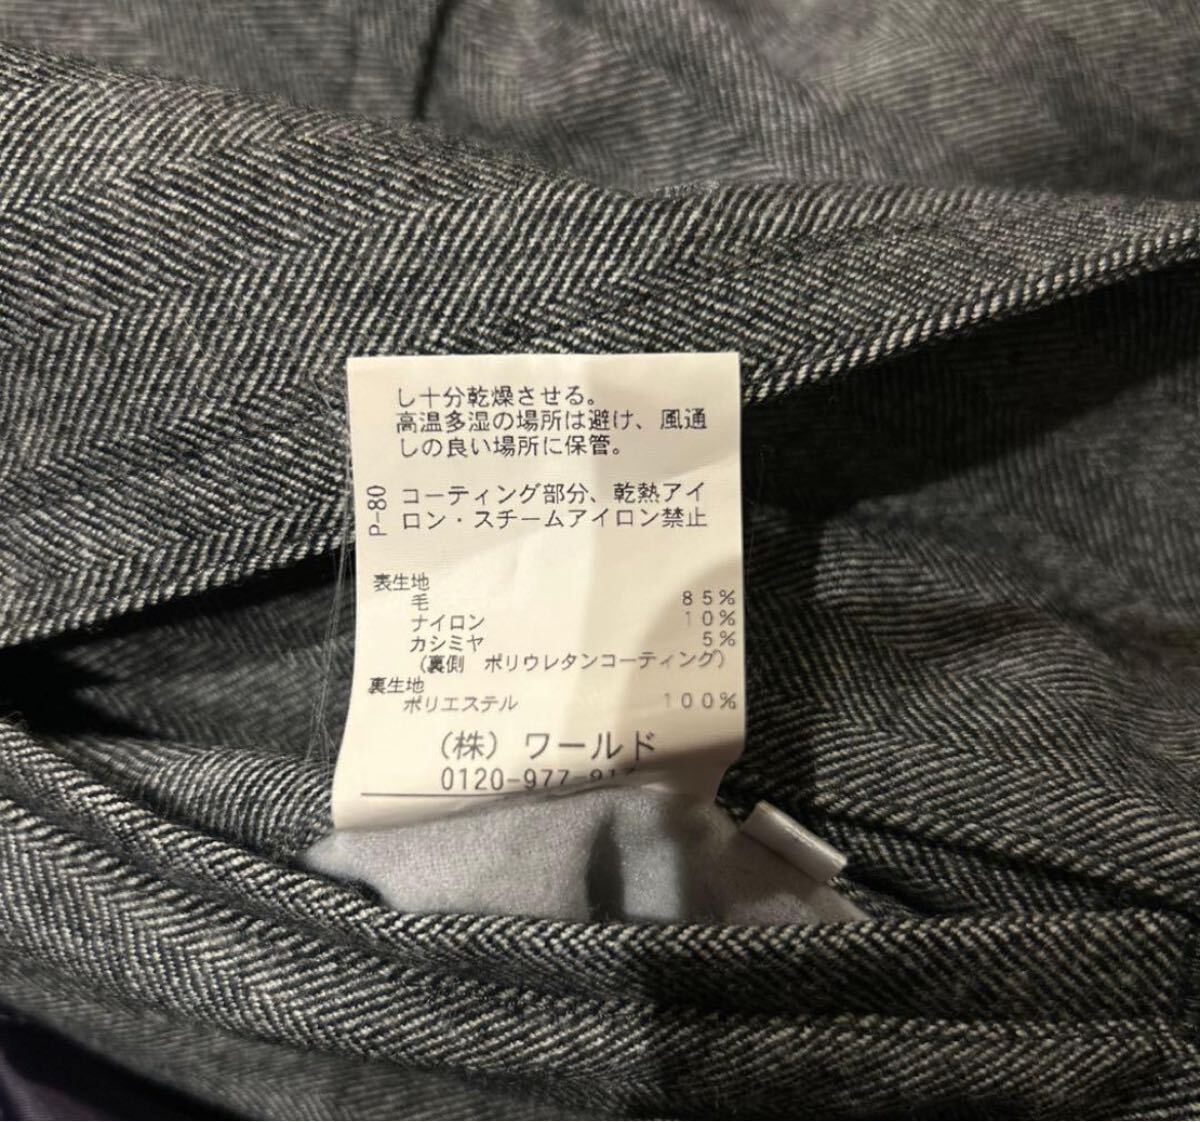 し十分乾燥させる。
高温多湿の場所は避け、風通
しの良い場所に保管。
P-80
コーティング部分、乾熱アイ
ロン・スチームアイロン禁止
表生地
毛 85%
ナイロン 10%
カシミヤ 5%
(裏側 ポリウレタンコーティング)
裏生地
ポリエステル 100%
(株) ワールド
0120-977-